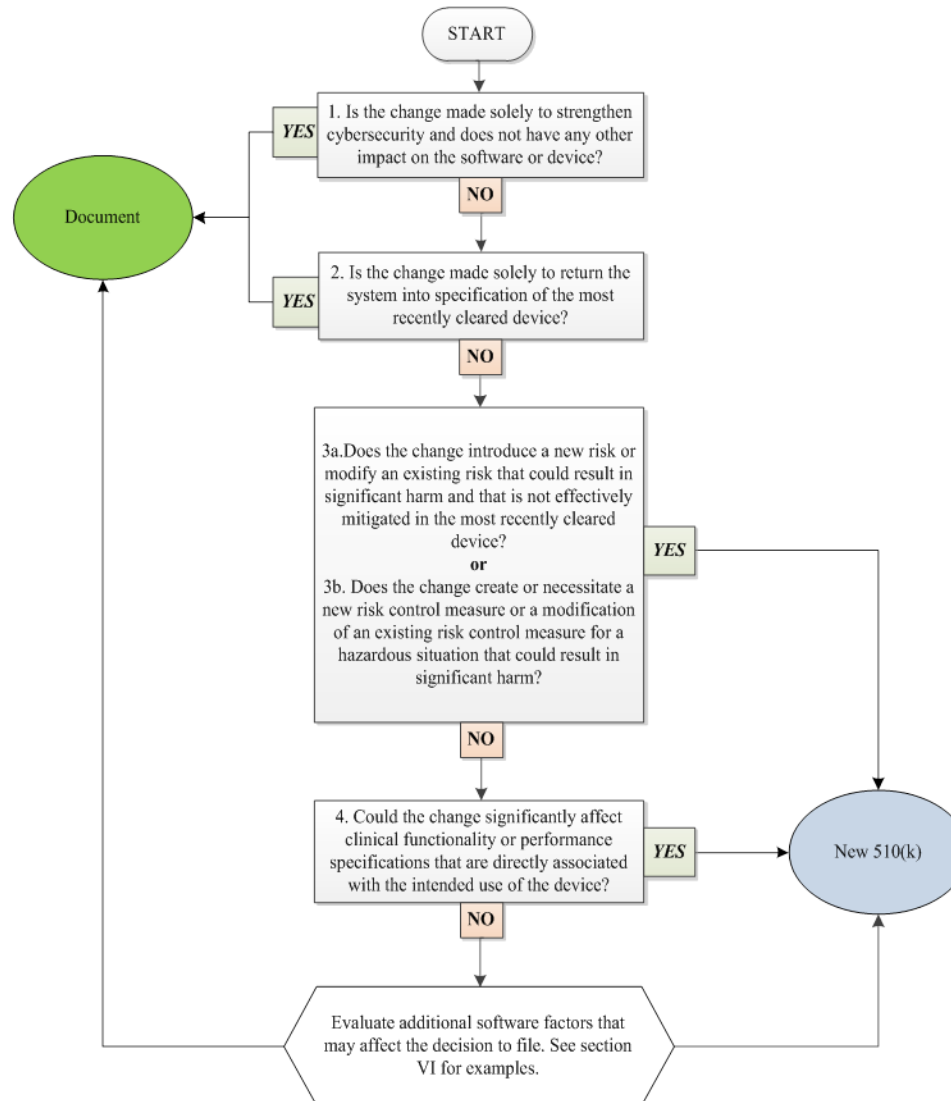 START
1. Is the change made solely to strengthen
cybersecurity and does not have any other
impact on the software or device?
YES
NO
Document
2. Is the change made solely to return the
system into specification of the most
recently cleared device?
YES
NO
3a.Does the change introduce a new risk or
modify an existing risk that could result in
significant harm and that is not effectively
mitigated in the most recently cleared
device?
or
3b. Does the change create or necessitate a
new risk control measure or a modification
of an existing risk control measure for a
hazardous situation that could result in
significant harm?
YES
NO
4. Could the change significantly affect
clinical functionality or performance
specifications that are directly associated
with the intended use of the device?
YES
New 510(k)
NO
Evaluate additional software factors that
may affect the decision to file. See section
VI for examples.